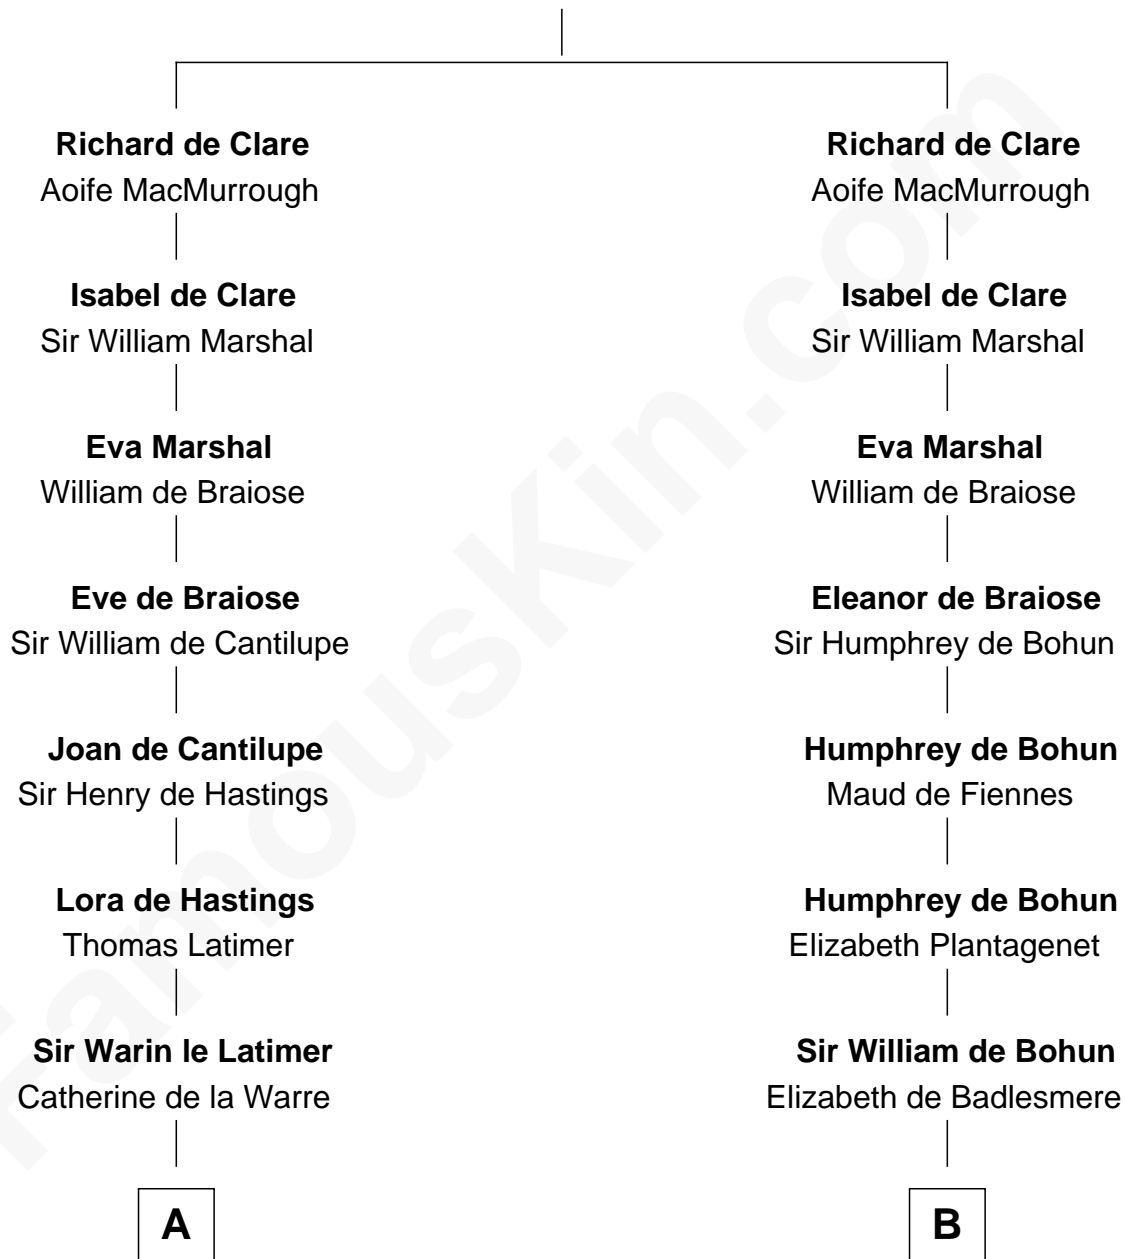 Richard de Clare
Aoife MacMurrough
Isabel de Clare
Sir William Marshal
Eva Marshal
William de Braiose
Eve de Braiose
Sir William de Cantilupe
Joan de Cantilupe
Sir Henry de Hastings
Lora de Hastings
Thomas Latimer
Sir Warin le Latimer
Catherine de la Warre
A
Richard de Clare
Aoife MacMurrough
Isabel de Clare
Sir William Marshal
Eva Marshal
William de Braiose
Eleanor de Braiose
Sir Humphrey de Bohun
Humphrey de Bohun
Maud de Fiennes
Humphrey de Bohun
Elizabeth Plantagenet
Sir William de Bohun
Elizabeth de Badlesmere
B
FamousKin.com